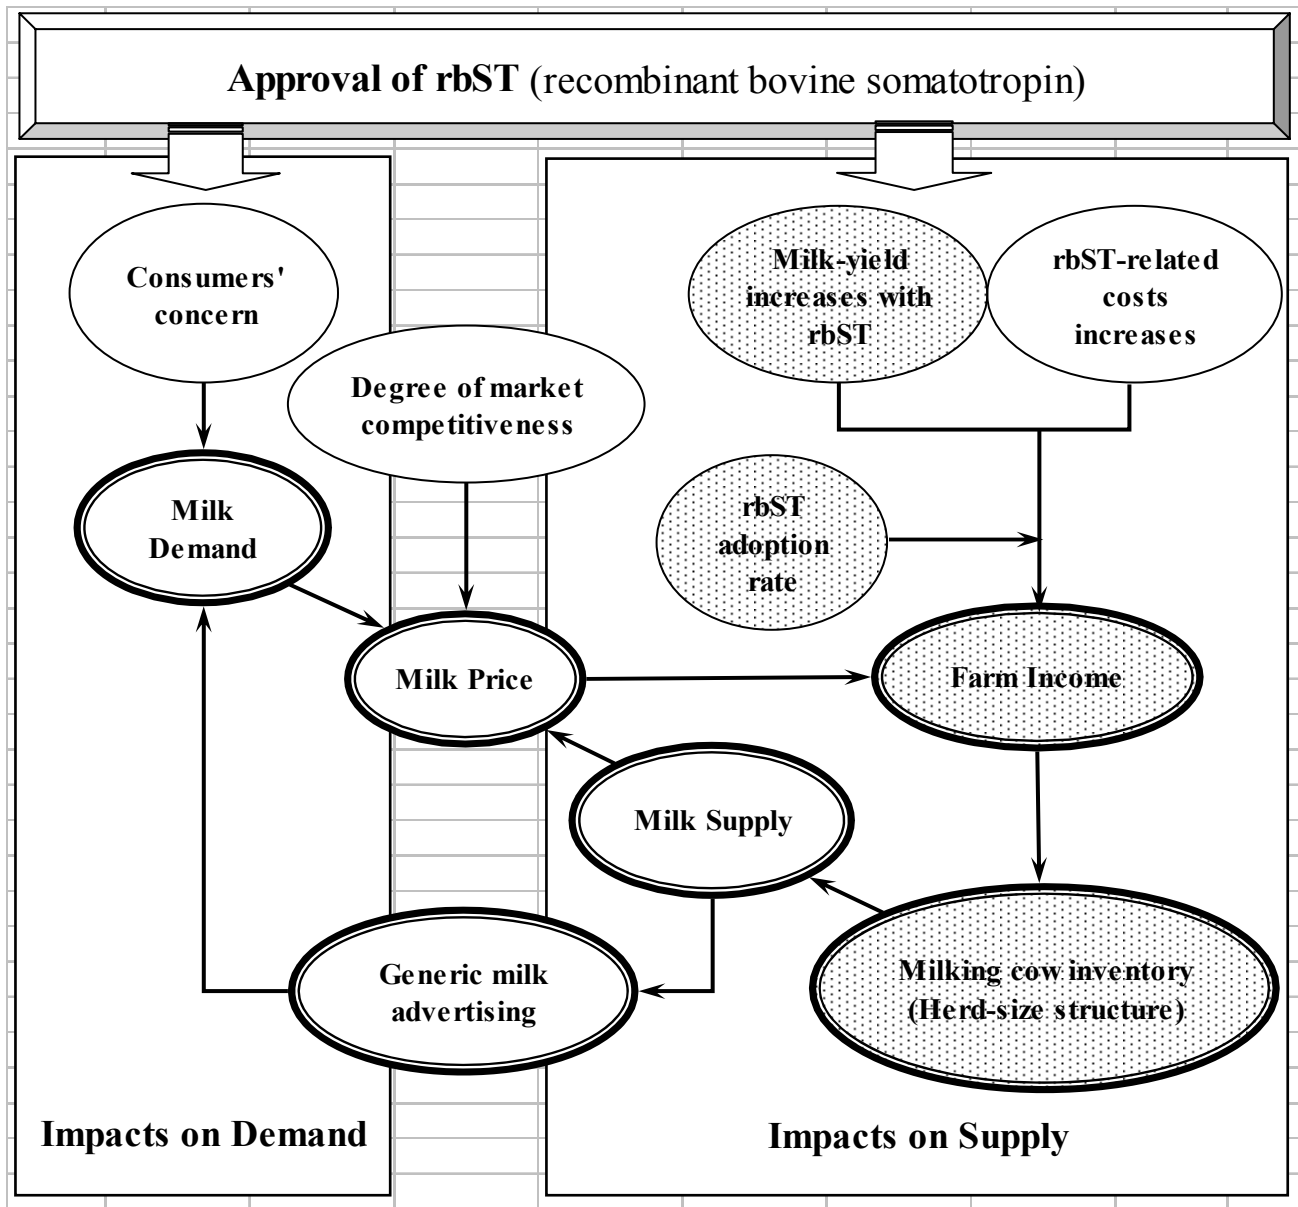 Approval of rbST (recombinant bovine somatotropin)
Consumers'
concern
Milk-yield
increases with
rbST
rbST-related
costs
increases
Degree of market
competitiveness
Milk
Demand
rbST
adoption
rate
Milk Price
Farm Income
Milk Supply
Generic milk
advertising
Milking cow inventory
(Herd-size structure)
Impacts on Demand
Impacts on Supply